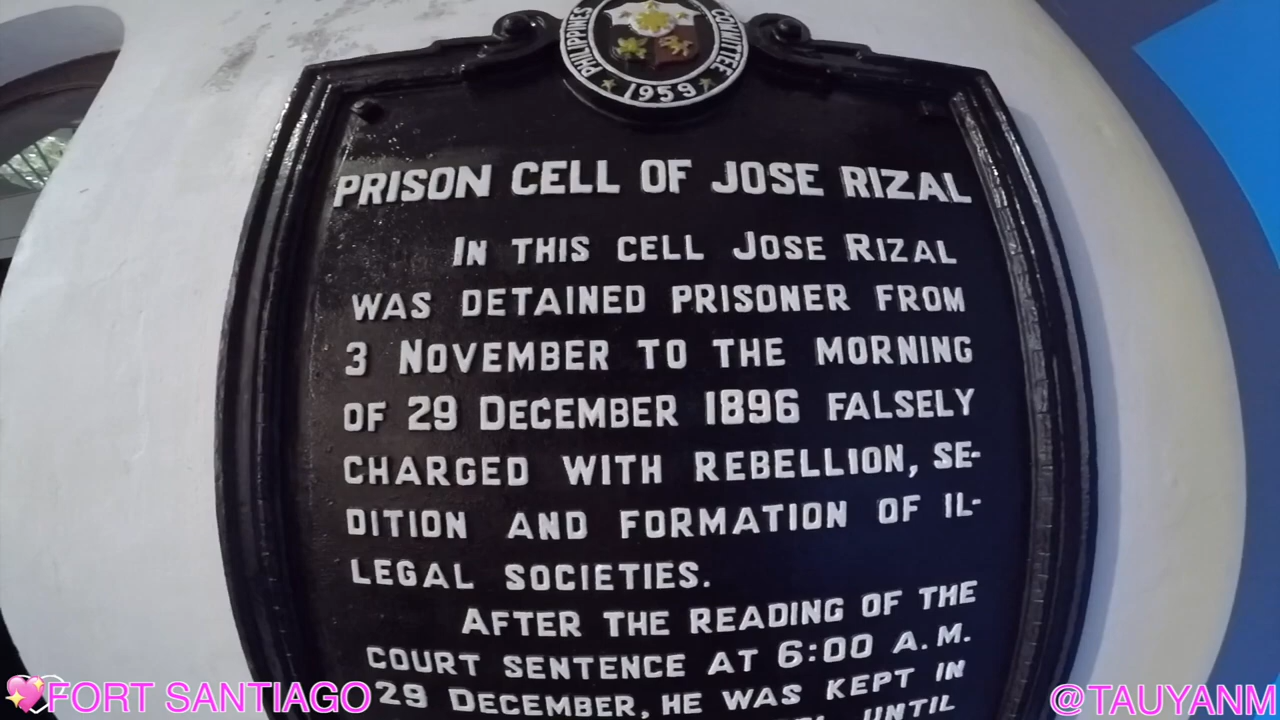 PHILIPPINES COMMITTEE
1959
PRISON CELL OF JOSE RIZAL
IN THIS CELL JOSE RIZAL
WAS DETAINED PRISONER FROM
3 NOVEMBER TO THE MORNING
OF 29 DECEMBER 1896 FALSELY
CHARGED WITH REBELLION, SE-
DITION AND FORMATION OF IL-
LEGAL SOCIETIES.
AFTER THE READING OF THE
COURT SENTENCE AT 6:00 A.M.
29 DECEMBER, HE WAS KEPT IN
UNTIL
FORT SANTIAGO
@TAUYANM